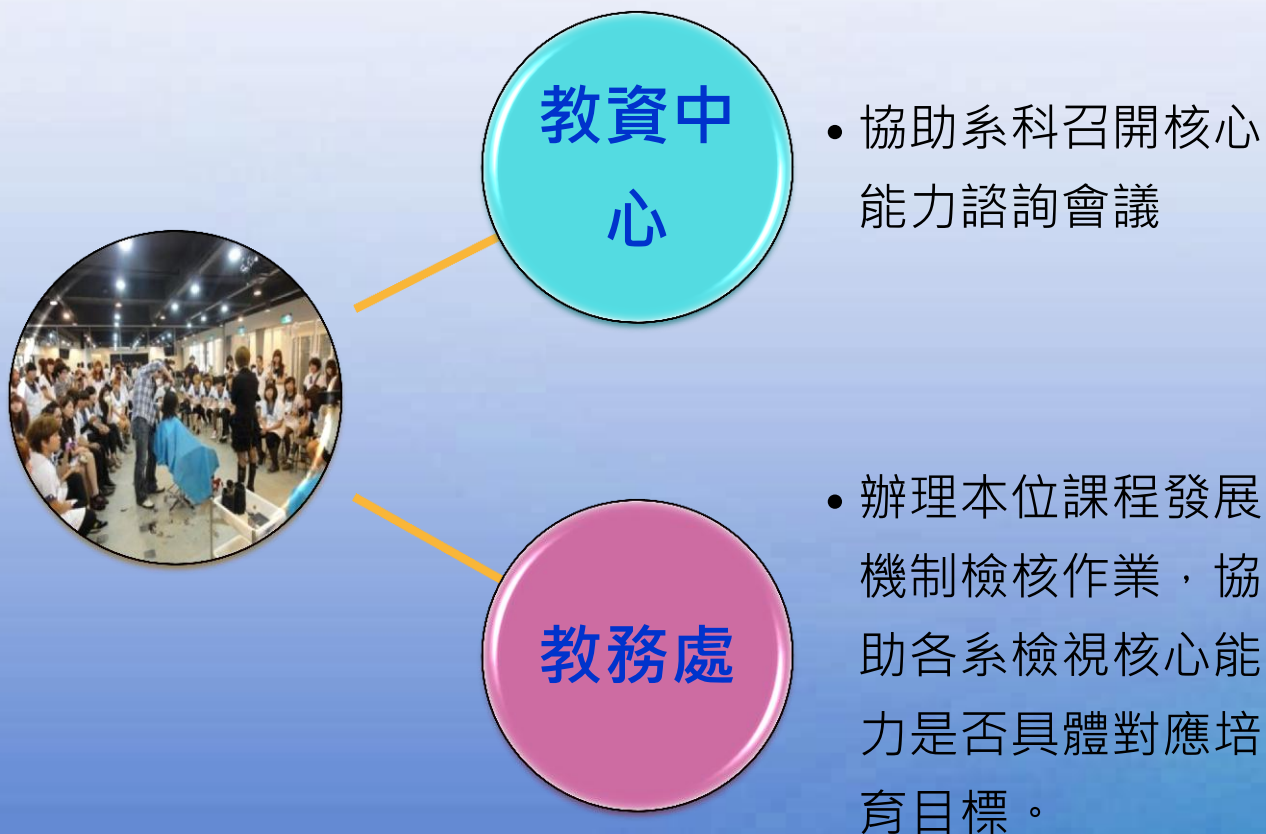 教資中
心
• 協助系科召開核心
能力諮詢會議
教務處
• 辦理本位課程發展
機制檢核作業，協
助各系檢視核心能
力是否具體對應培
育目標。